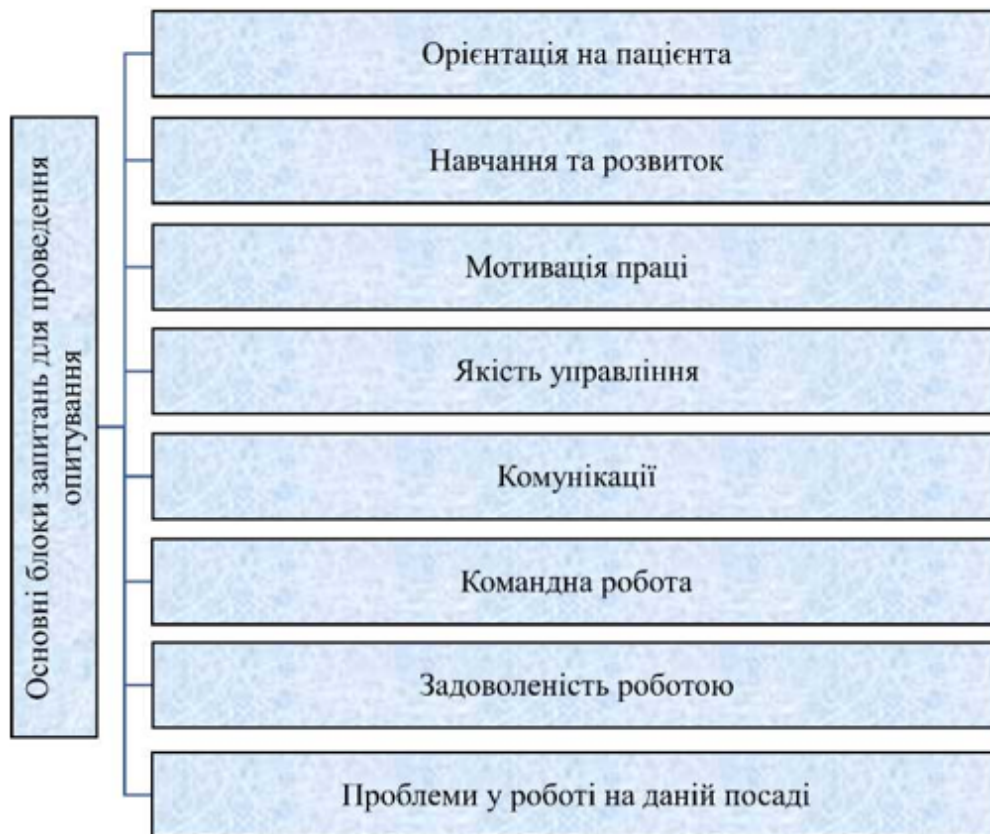 Основні блоки запитань для проведення
опитування
Орієнтація на пацієнта
Навчання та розвиток
Мотивація праці
Якість управління
Комунікації
Командна робота
Задоволеність роботою
Проблеми у роботі на даній посаді